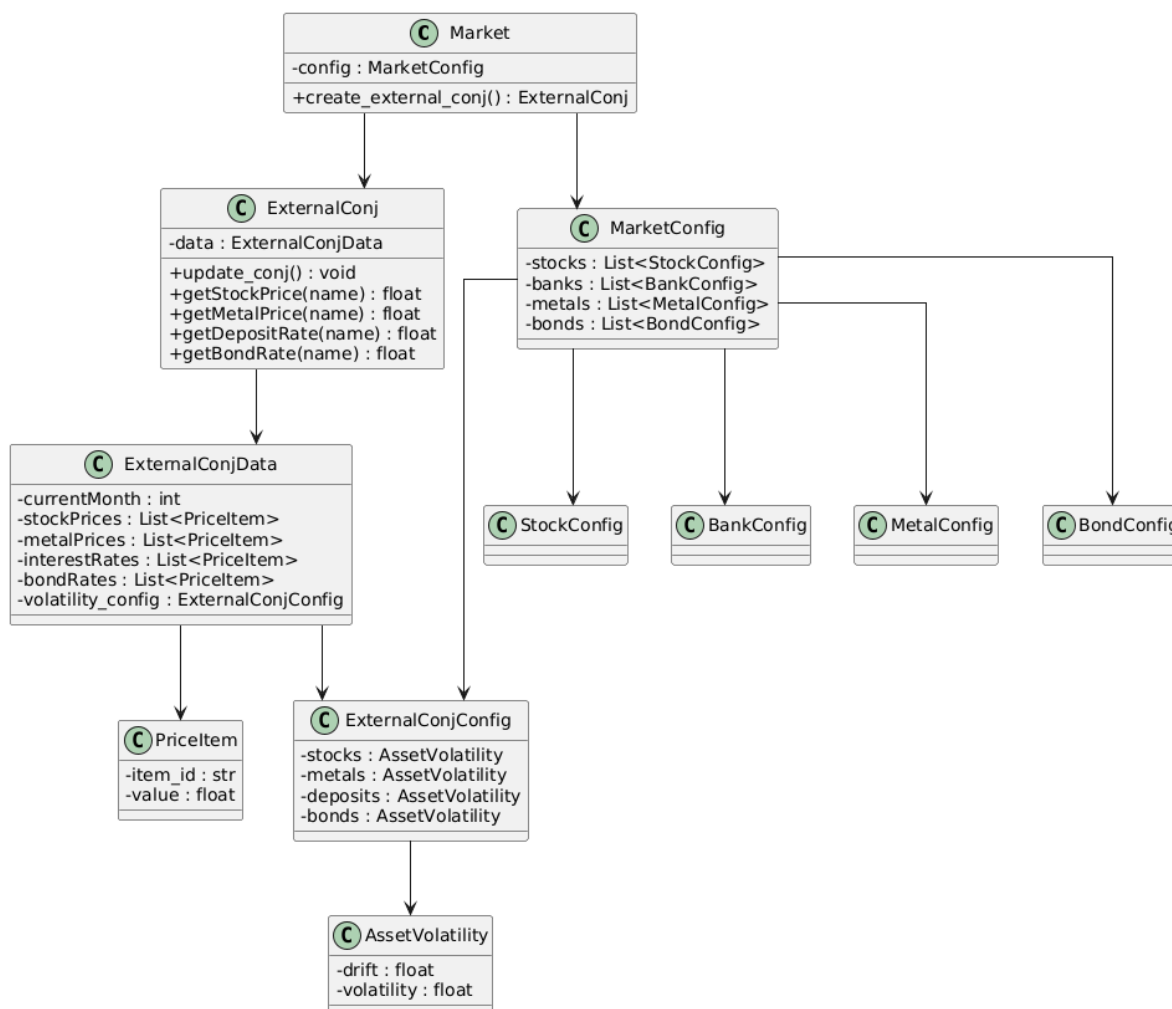 C Market
-config : MarketConfig
+create_external_conj() : ExternalConj
C ExternalConj
-data : ExternalConjData
+update_conj() : void
+getStockPrice(name) : float
+getMetalPrice(name) : float
+getDepositRate(name) : float
+getBondRate(name) : float
C MarketConfig
-stocks : List<StockConfig>
-banks : List<BankConfig>
-metals : List<MetalConfig>
-bonds : List<BondConfig>
C ExternalConjData
-currentMonth : int
-stockPrices : List<PriceItem>
-metalPrices : List<PriceItem>
-interestRates : List<PriceItem>
-bondRates : List<PriceItem>
-volatility_config : ExternalConjConfig
C StockConfig
C BankConfig
C MetalConfig
C BondConfig
C PriceItem
-item_id : str
-value : float
C ExternalConjConfig
-stocks : AssetVolatility
-metals : AssetVolatility
-deposits : AssetVolatility
-bonds : AssetVolatility
C AssetVolatility
-drift : float
-volatility : float